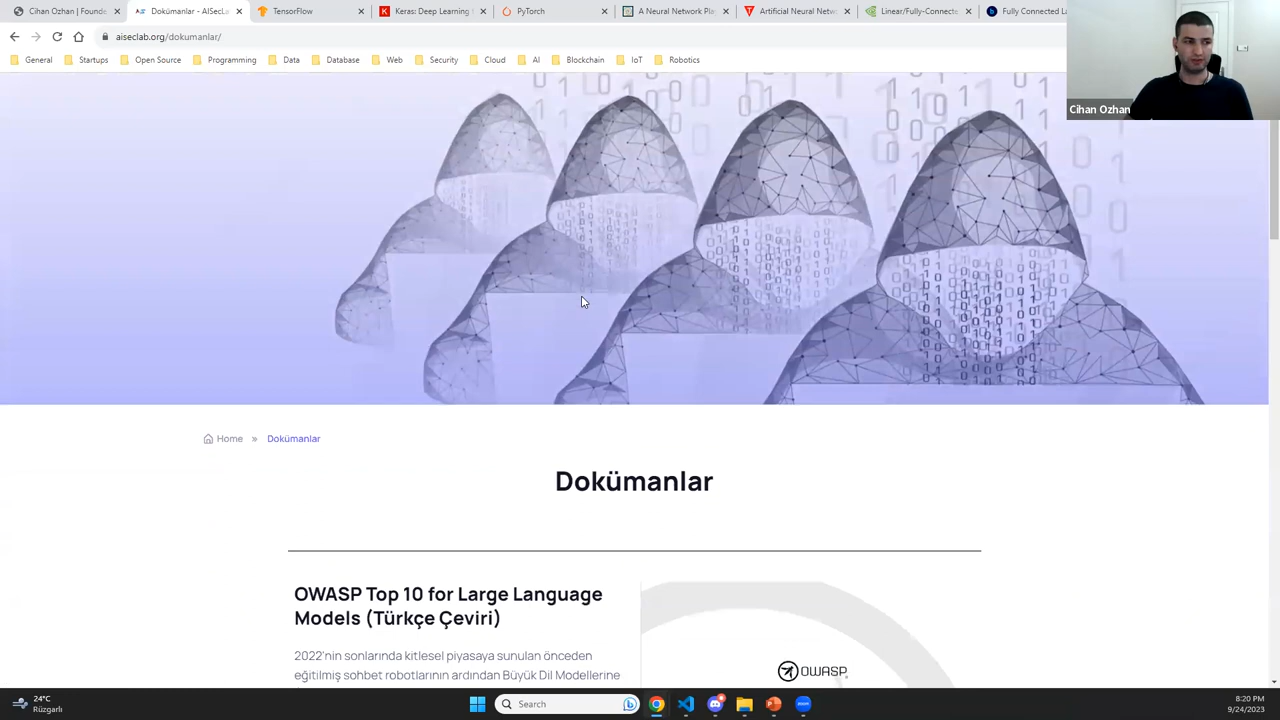 Cihan Ozhan | Founde
Dokümanlar - AISecLa
TensorFlow
Keras: Deep Learning f
PyTorch
A Neural Network Pla
Artificial Neural Netwo
Linear/Fully-Connecte
Fully Connected La
aiseclab.org/dokumanlar/
General
Startups
Open Source
Programming
Data
Database
Web
Security
Cloud
AI
Blockchain
IoT
Robotics
Cihan Ozhan
Home » Dokümanlar
Dokümanlar
OWASP Top 10 for Large Language
Models (Türkçe Çeviri)
2022'nin sonlarında kitlesel piyasaya sunulan önceden
eğitilmiş sohbet robotlarının ardından Büyük Dil Modellerine
OWASP
24°C
Rüzgarlı
Search
zoom
8:20 PM
9/24/2023